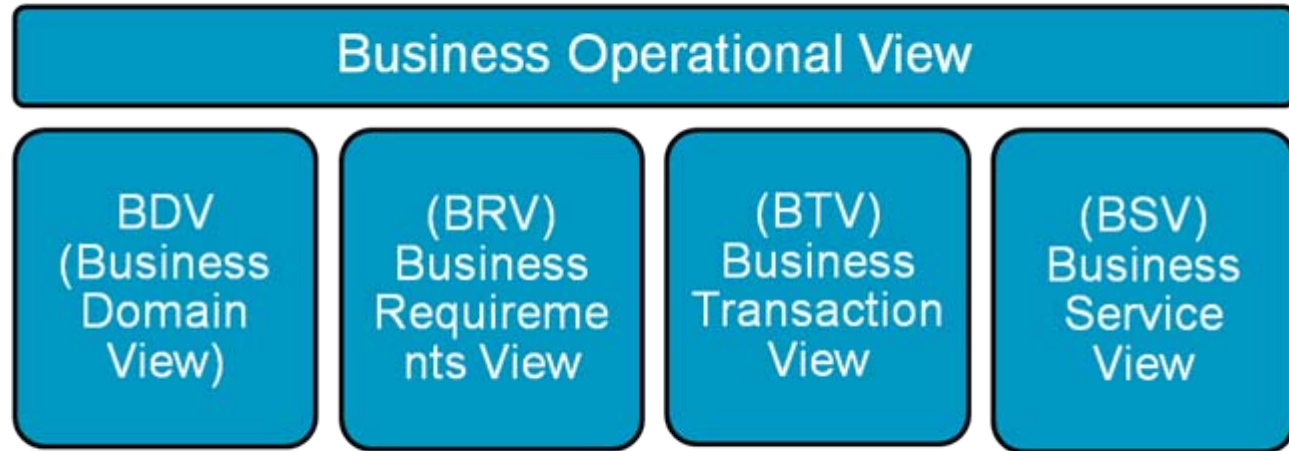 Business Operational View
BDV
(Business
Domain
View)
(BRV)
Business
Requireme
nts View
(BTV)
Business
Transaction
View
(BSV)
Business
Service
View